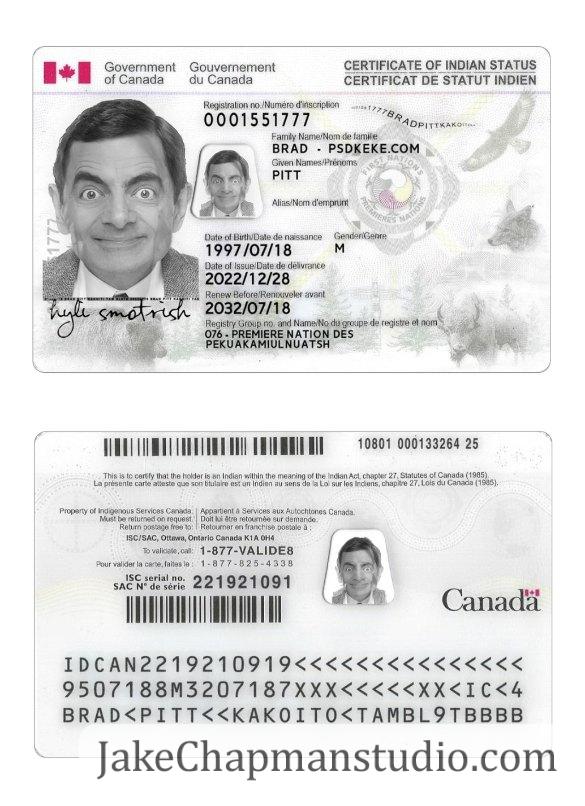 Government of Canada
Gouvernement du Canada
CERTIFICATE OF INDIAN STATUS
CERTIFICAT DE STATUT INDIEN
Registration no./Numéro d'inscription
0001551777
1777BRADPITTKAKO
Family Name/Nom de famille
BRAD - PSDKEKE.COM
Given Names/Prénoms
PITT
Alias/Nom d'emprunt
FIRST NATIONS
PREMIÈRES NATIONS
Date of Birth/Date de naissance Gender/Genre
1997/07/18 M
Date of Issue/Date de délivrance
2022/12/28
Renew Before/Renouveler avant
2032/07/18
Registry Group no. and Name/No du groupe de registre et nom
076 - PREMIERE NATION DES
PEKUAKAMIULNUATSH
1777
hyli smotrish
10801 000133264 25
This is to certify that the holder is an Indian within the meaning of the Indian Act, chapter 27, Statutes of Canada (1985).
La présente carte atteste que son titulaire est un Indien au sens de la Loi sur les Indiens, chapitre 27, Lois du Canada (1985).
Property of Indigenous Services Canada. Appartient à Services aux Autochtones Canada.
Must be returned on request. Doit lui être retournée sur demande.
Return postage free to: Retourner en franchise postale à :
ISC/SAC, Ottawa, Ontario Canada K1A 0H4
To validate, call: 1-877-VALIDE8
Pour valider la carte, faites le : 1-877-825-4338
ISC serial no.
SAC N° de série 221921091
Canada
IDCAN2219210919<<<<<<<<<<<<<<<
9507188M3207187XXX<<<<<XX<IC<4
BRAD<PITT<<KAKOITO<TAMBL9TBBBB
JakeChapmanstudio.com